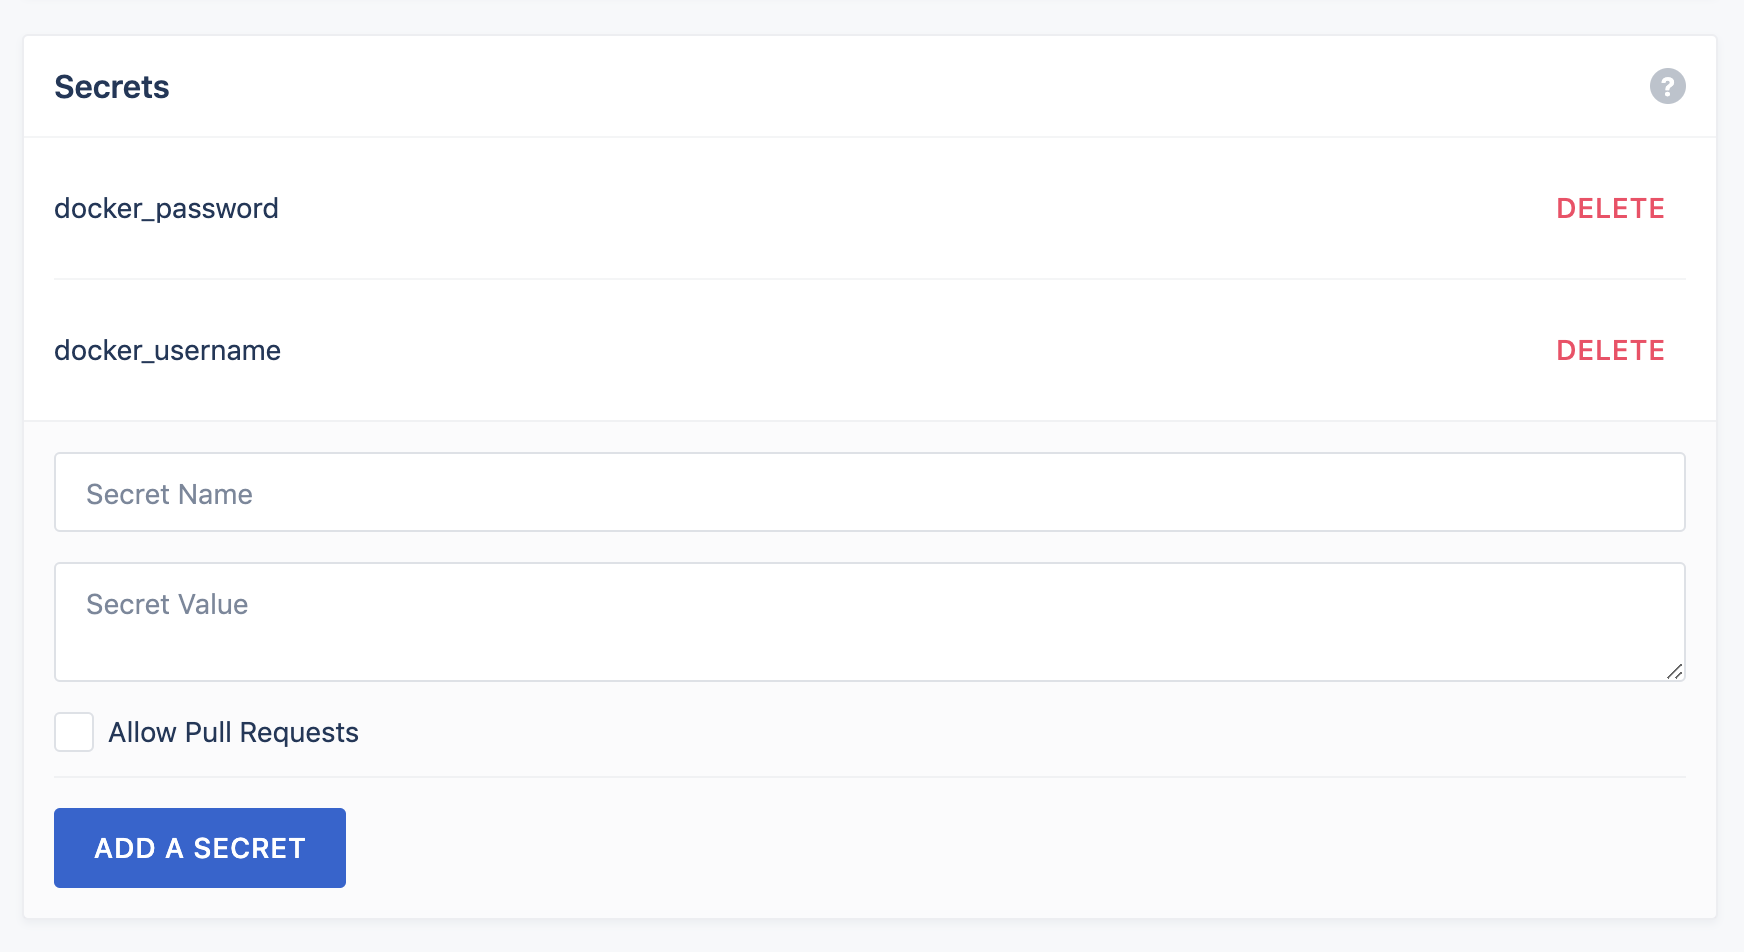 Secrets
?
docker_password
DELETE
docker_username
DELETE
Secret Name
Secret Value
Allow Pull Requests
ADD A SECRET